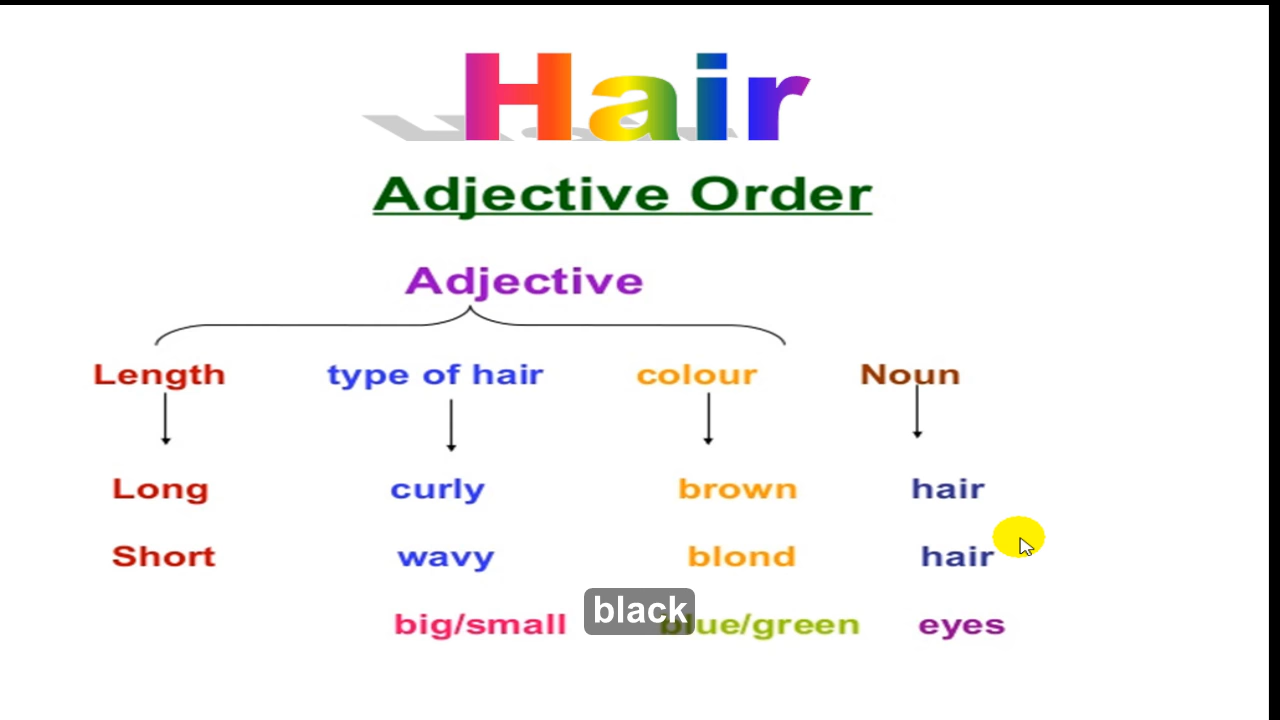 Hair
Adjective Order
Adjective
Length type of hair colour Noun
Long curly brown hair
Short wavy blond hair
big/small blue/green eyes
black